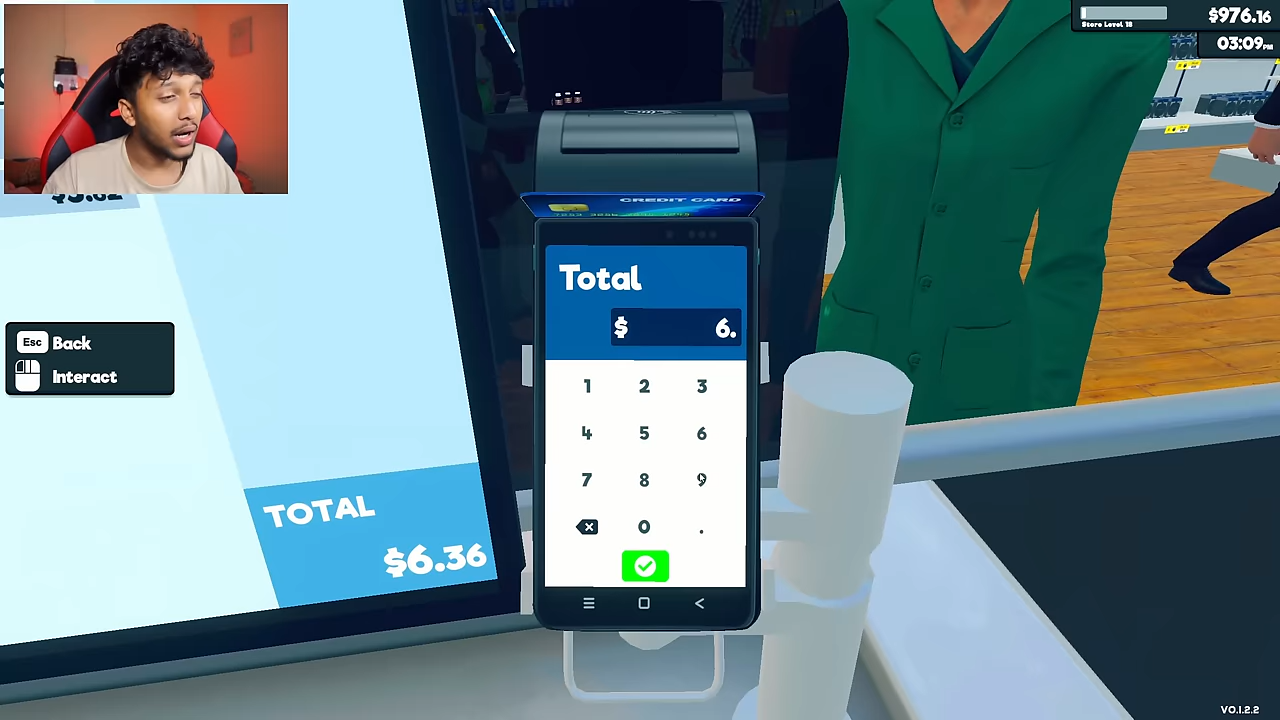 $976.16
Store Level 18
03:09PM
CREDIT CARD
Total
$ 6.
Esc Back
Interact
1 2 3
4 5 6
7 8 9
0 .
TOTAL
$6.36
V0.1.2.2